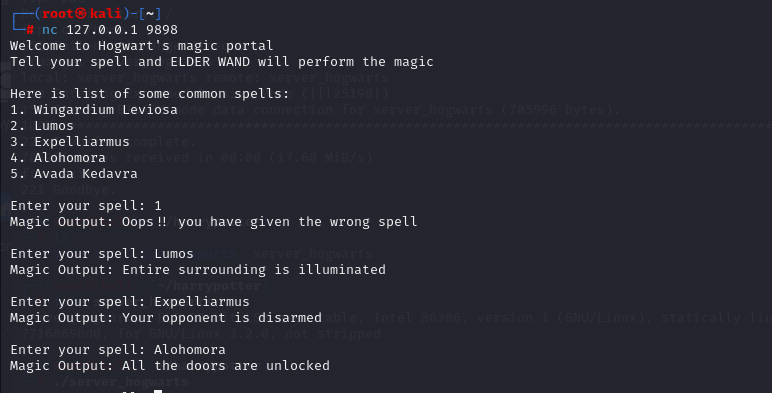 ┌──(root㉿kali)-[~]
└─# nc 127.0.0.1 9898
Welcome to Hogwart's magic portal
Tell your spell and ELDER WAND will perform the magic
Here is list of some common spells:
1. Wingardium Leviosa
2. Lumos
3. Expelliarmus
4. Alohomora
5. Avada Kedavra
Enter your spell: 1
Magic Output: Oops!! you have given the wrong spell
Enter your spell: Lumos
Magic Output: Entire surrounding is illuminated
Enter your spell: Expelliarmus
Magic Output: Your opponent is disarmed
Enter your spell: Alohomora
Magic Output: All the doors are unlocked
./server_hogwarts